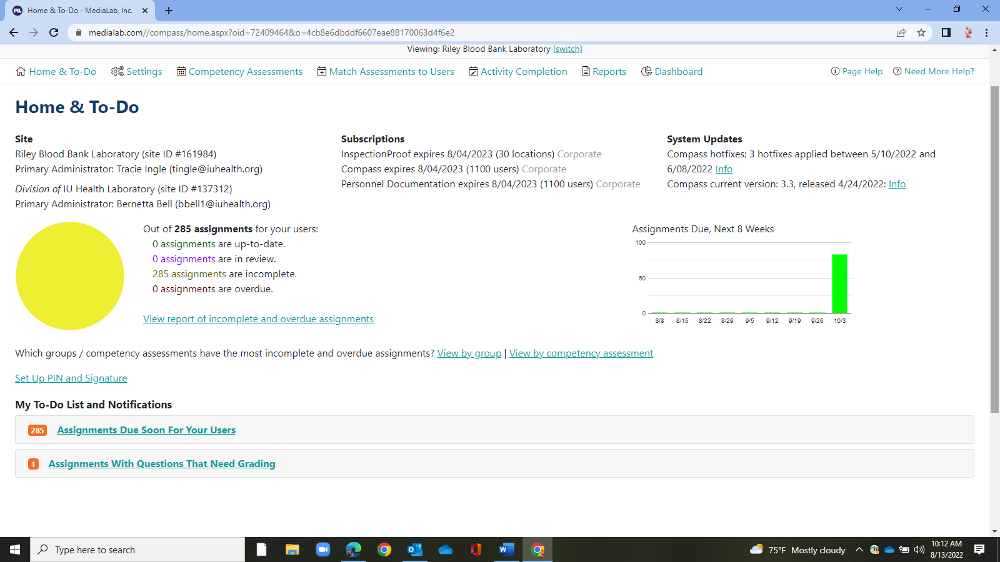 Home & To-Do - MediaLab, Inc.
medialab.com//compass/home.aspx?oid=72409464&o=4cb8e6dbddf6607eae88170063d4f6e2
Viewing: Riley Blood Bank Laboratory [switch]
Home & To-Do Settings Competency Assessments Match Assessments to Users Activity Completion Reports Dashboard Page Help Need More Help?
Home & To-Do
Site
Riley Blood Bank Laboratory (site ID #161984)
Primary Administrator: Tracie Ingle (tingle@iuhealth.org)
Division of IU Health Laboratory (site ID #137312)
Primary Administrator: Bernetta Bell (bbell1@iuhealth.org)
Subscriptions
InspectionProof expires 8/04/2023 (30 locations) Corporate
Compass expires 8/04/2023 (1100 users) Corporate
Personnel Documentation expires 8/04/2023 (1100 users) Corporate
System Updates
Compass hotfixes: 3 hotfixes applied between 5/10/2022 and
6/08/2022 Info
Compass current version: 3.3, released 4/24/2022: Info
Out of 285 assignments for your users:
0 assignments are up-to-date.
0 assignments are in review.
285 assignments are incomplete.
0 assignments are overdue.
View report of incomplete and overdue assignments
Assignments Due, Next 8 Weeks
100
50
0
8/8 8/15 8/22 8/29 9/5 9/12 9/19 9/26 10/3
Which groups / competency assessments have the most incomplete and overdue assignments? View by group | View by competency assessment
Set Up PIN and Signature
My To-Do List and Notifications
285 Assignments Due Soon For Your Users
1 Assignments With Questions That Need Grading
Type here to search
75°F Mostly cloudy
10:12 AM
8/13/2022